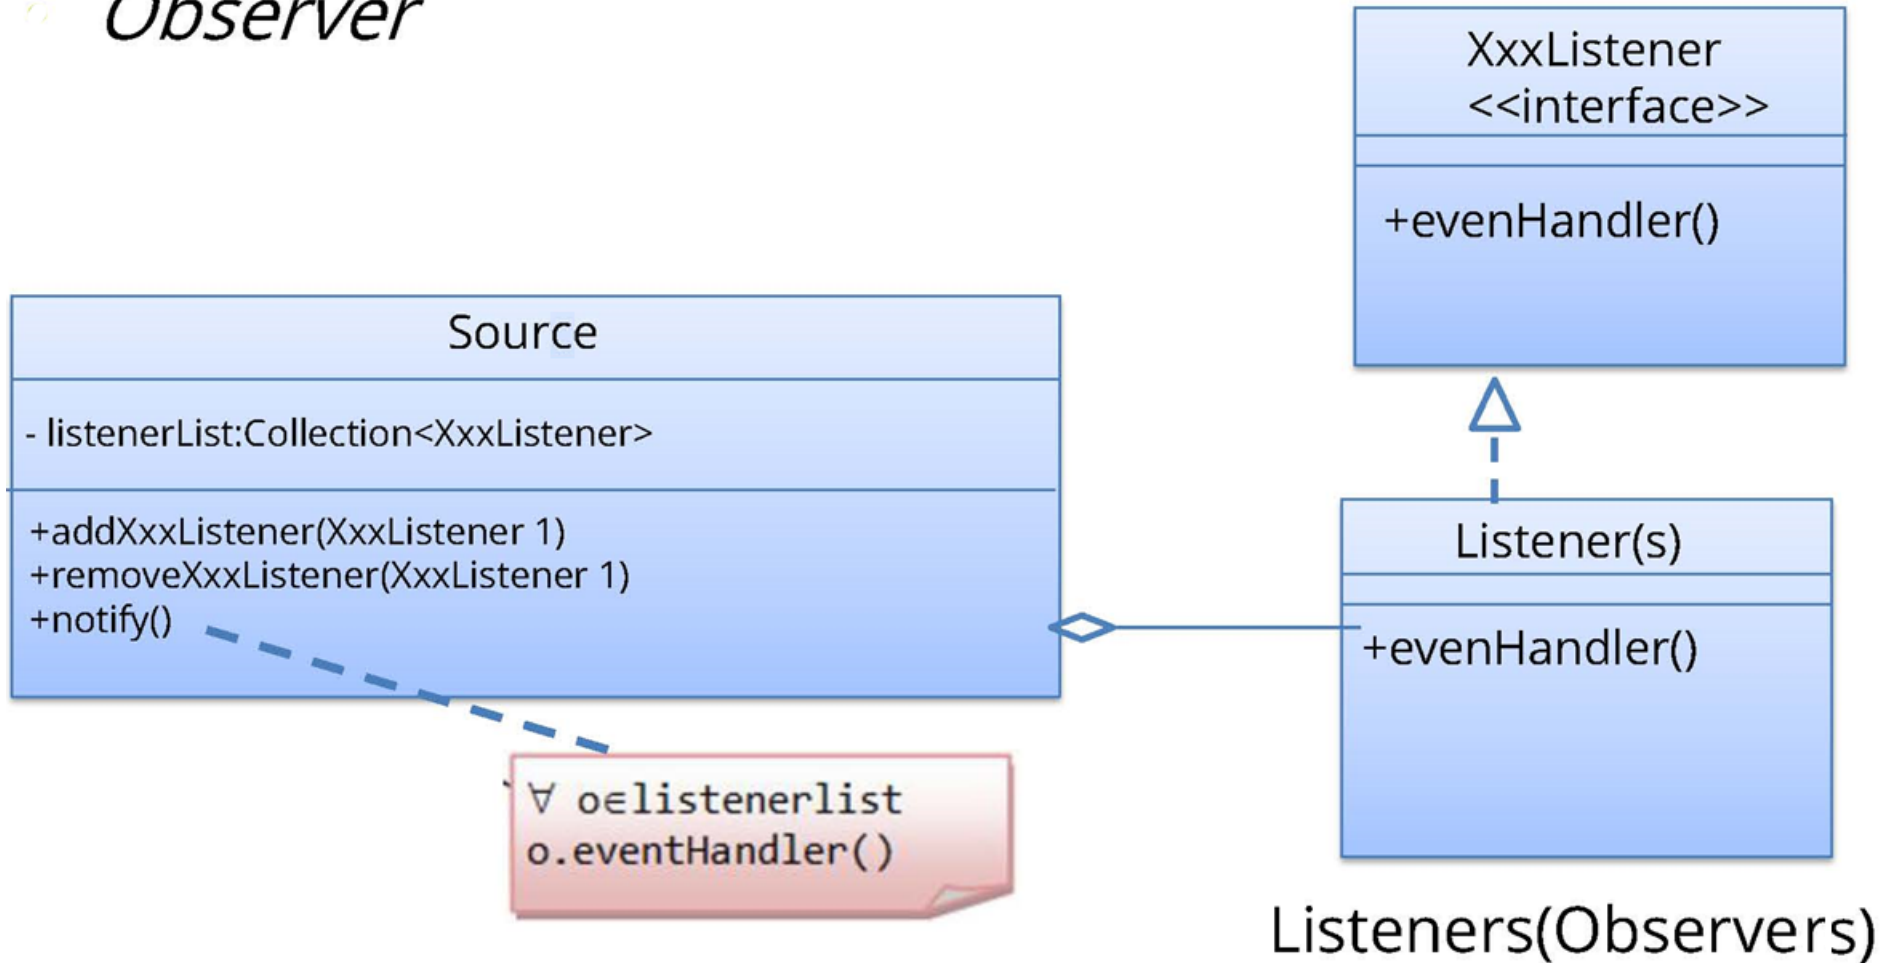 Observer
XxxListener
<<interface>>
+evenHandler()
Source
- listenerList:Collection<XxxListener>
+addXxxListener(XxxListener 1)
+removeXxxListener(XxxListener 1)
+notify()
Listener(s)
+evenHandler()
∀ o∈listenerlist
o.eventHandler()
Listeners(Observers)